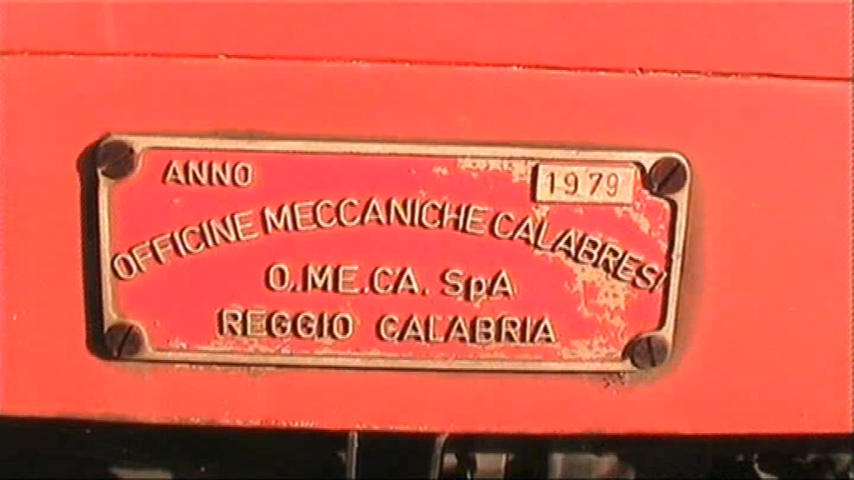 ANNO 1979
OFFICINE MECCANICHE CALABRESI
O.ME.CA. SpA
REGGIO CALABRIA